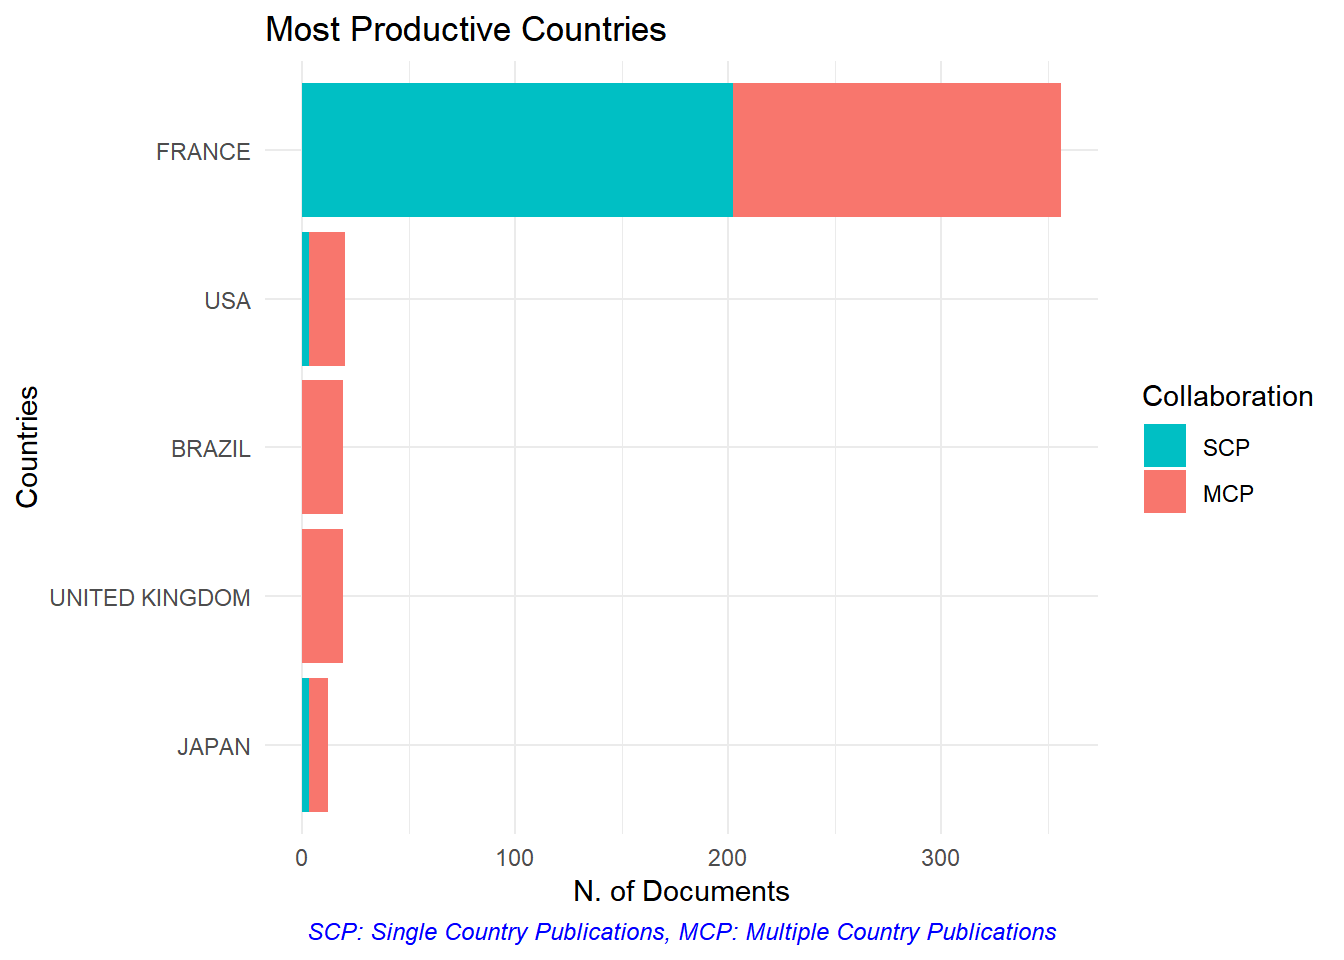 Most Productive Countries
FRANCE
USA
BRAZIL
UNITED KINGDOM
JAPAN
Countries
0 100 200 300
N. of Documents
SCP: Single Country Publications, MCP: Multiple Country Publications
Collaboration
SCP
MCP